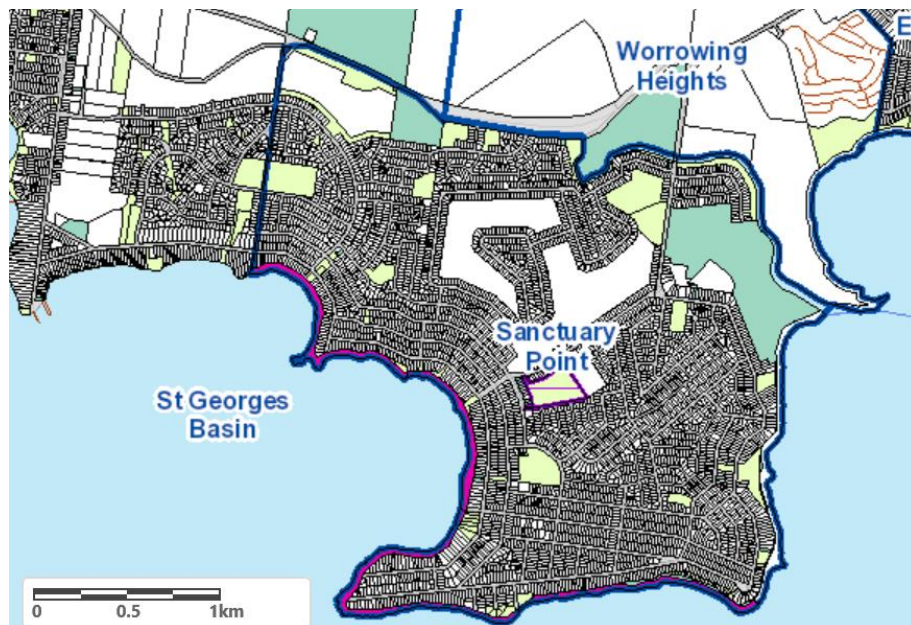 E
Worrowing
Heights
Sanctuary
Point
St Georges
Basin
0 0.5 1km